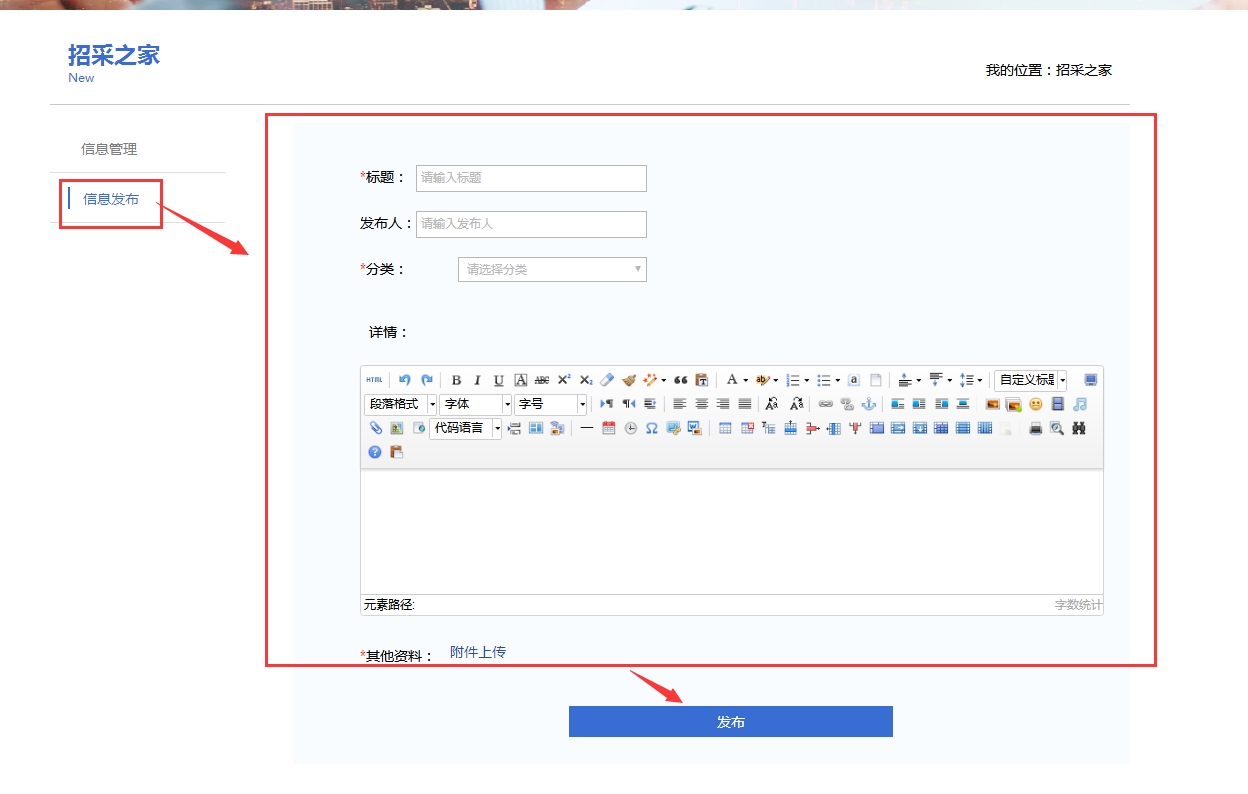 招采之家
New
我的位置：招采之家
信息管理
信息发布
*标题： 请输入标题
发布人： 请输入发布人
*分类： 请选择分类
详情：
HTML B I U A ABC X² X₂ A ab a 自定义标题
段落格式 字体 字号
代码语言
元素路径: 字数统计
*其他资料： 附件上传
发布